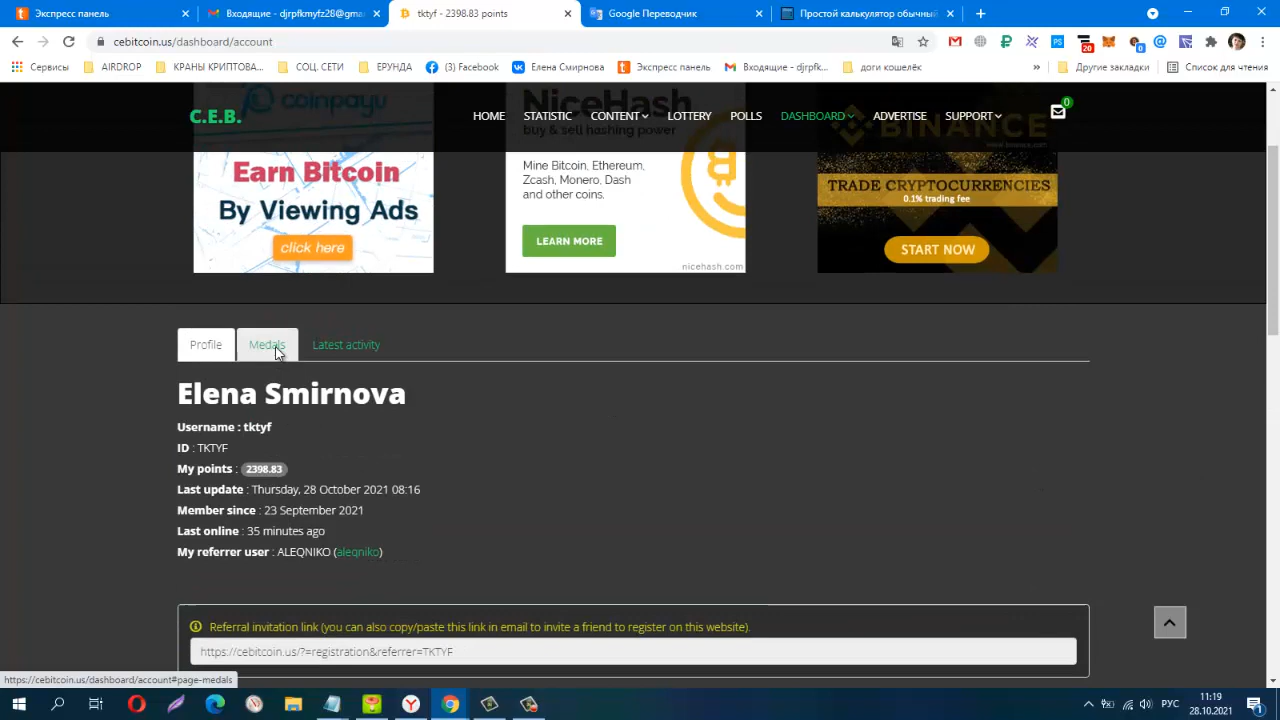 Экспресс панель
Входящие - djrpfkmyfz28@gma
tktyf - 2398.83 points
Google Переводчик
Простой калькулятор обычный
cebitcoin.us/dashboard/account
20
0
Сервисы
AIRDROP
КРАНЫ КРИПТОВА...
СОЦ. СЕТИ
ЕРУНДА
(3) Facebook
Елена Смирнова
Экспресс панель
Входящие - djrpfk...
доги кошелёк
»
Другие закладки
Список для чтения
C.E.B.
HOME
STATISTIC
CONTENT
LOTTERY
POLLS
DASHBOARD
ADVERTISE
SUPPORT
0
coinpayu
Earn Bitcoin
By Viewing Ads
click here
NiceHash
buy & sell hashing power
Mine Bitcoin, Ethereum,
Zcash, Monero, Dash
and other coins.
LEARN MORE
nicehash.com
BINANCE
www.binance.com
TRADE CRYPTOCURRENCIES
0.1% trading fee
START NOW
Profile
Medals
Latest activity
Elena Smirnova
Username : tktyf
ID : TKTYF
My points : 2398.83
Last update : Thursday, 28 October 2021 08:16
Member since : 23 September 2021
Last online : 35 minutes ago
My referrer user : ALEQNIKO (aleqniko)
Referral invitation link (you can also copy/paste this link in email to invite a friend to register on this website).
https://cebitcoin.us/?=registration&referrer=TKTYF
https://cebitcoin.us/dashboard/account#page-medals
РУС
11:19
28.10.2021